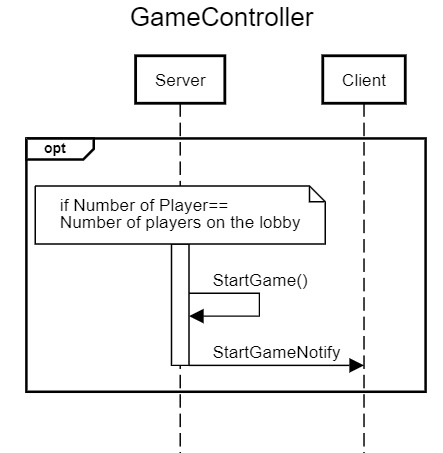 GameController
Server
Client
opt
if Number of Player==
Number of players on the lobby
StartGame()
StartGameNotify